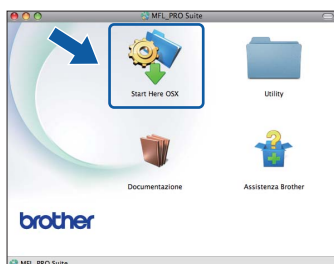 MFL_PRO Suite
Start Here OSX
Utility
Documentazione
Assistenza Brother
brother
MFL_PRO Suite